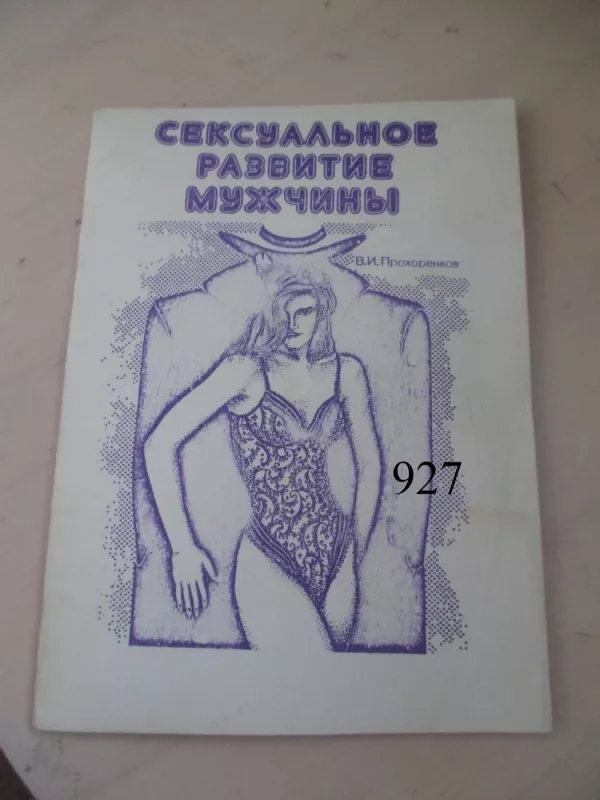 СЕКСУАЛЬНОЕ
РАЗВИТИЕ
МУЖЧИНЫ
В.И.Прохоренков
927